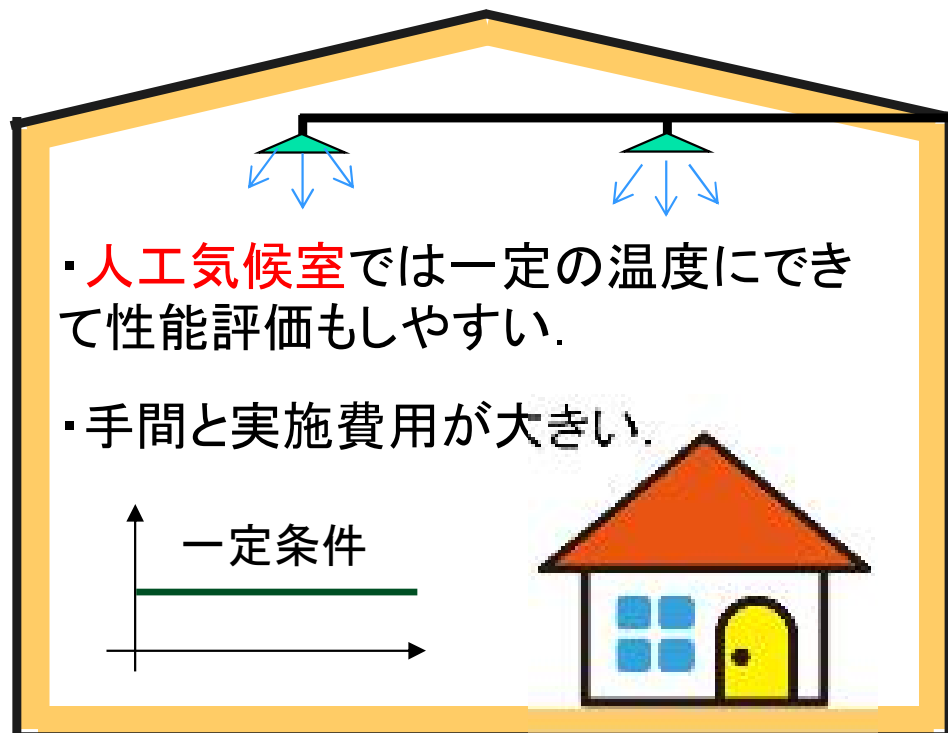 ・人工気候室では一定の温度にでき
て性能評価もしやすい．
・手間と実施費用が大きい．
一定条件